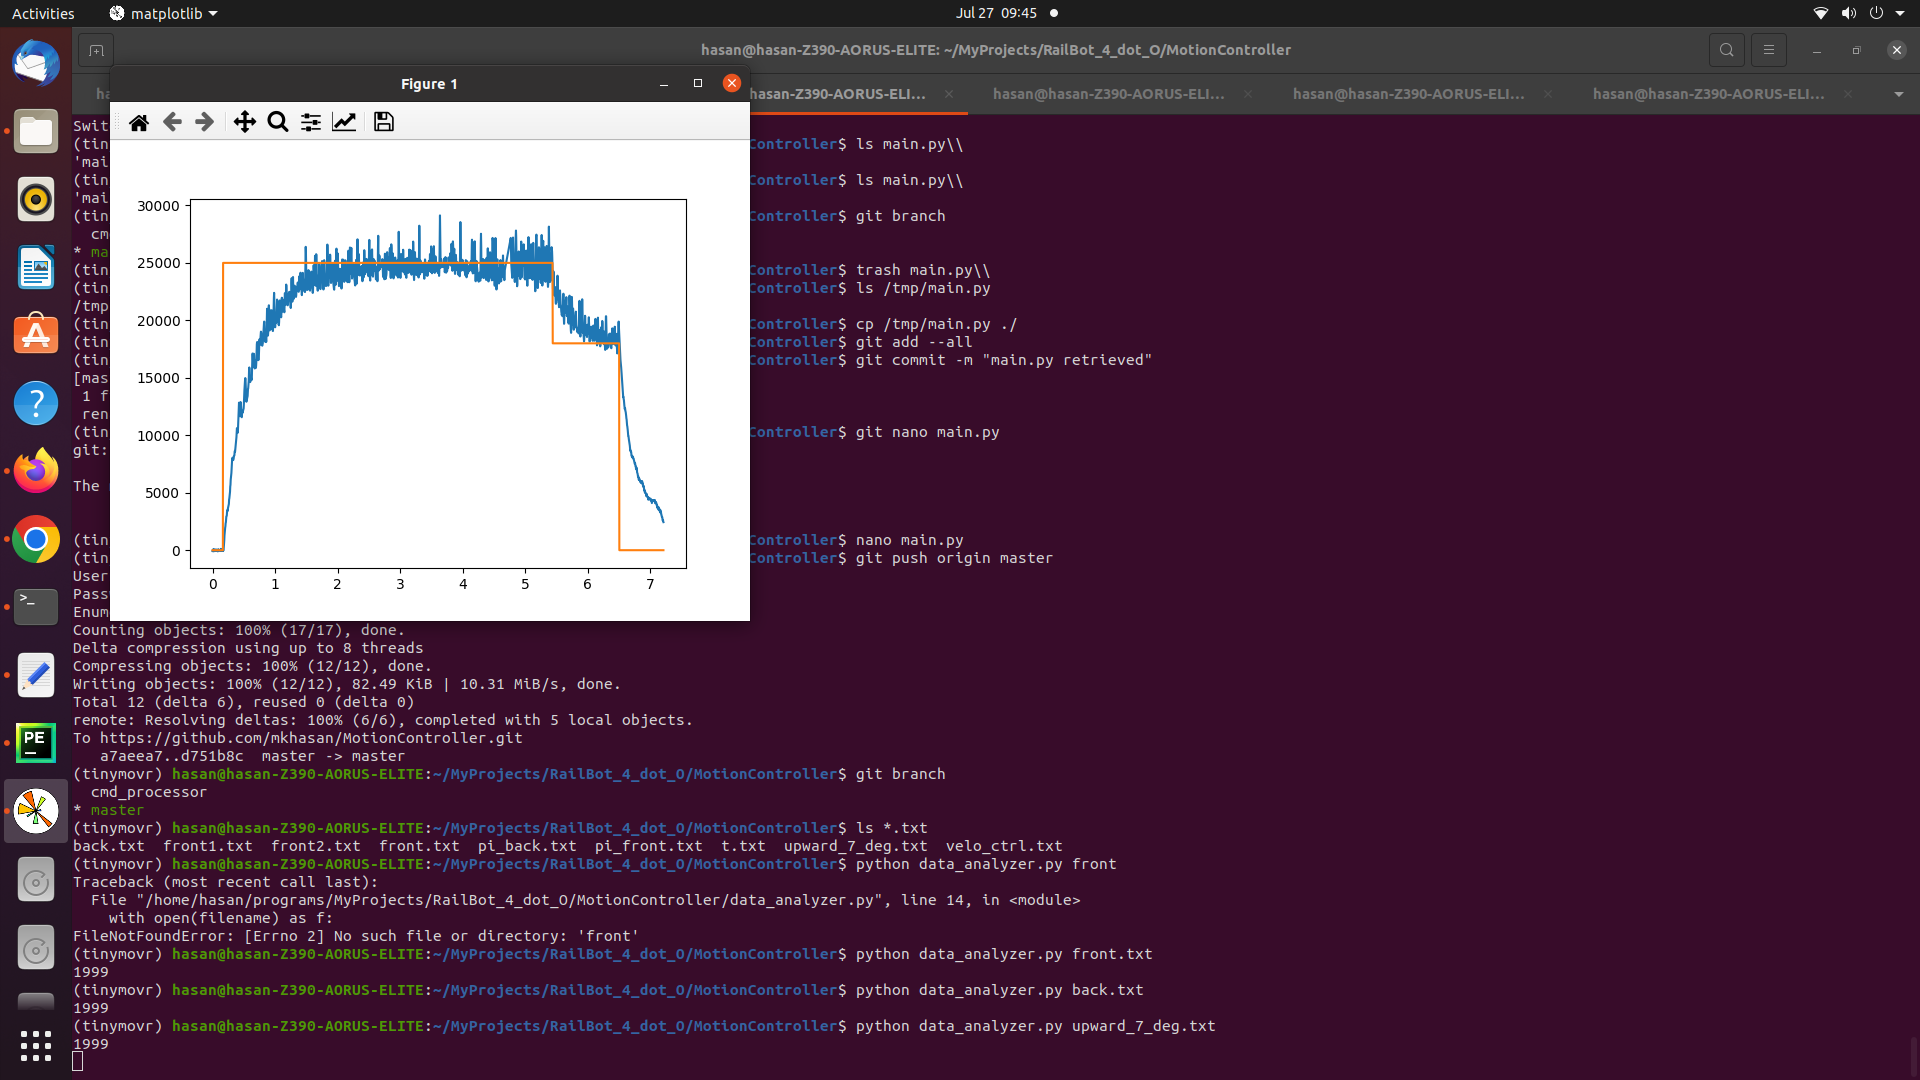 Activities
matplotlib
Jul 27 09:45
hasan@hasan-Z390-AORUS-ELITE: ~/MyProjects/RailBot_4_dot_O/MotionController
ha
hasan-Z390-AORUS-ELI...
hasan@hasan-Z390-AORUS-ELI...
hasan@hasan-Z390-AORUS-ELI...
hasan@hasan-Z390-AORUS-ELI...
Figure 1
30000
25000
20000
15000
10000
5000
0
0 1 2 3 4 5 6 7
Swit
(tin Controller$ ls main.py\\
'mai
(tin Controller$ ls main.py\\
'mai
(tin Controller$ git branch
cm
* ma
(tin Controller$ trash main.py\\
(tin Controller$ ls /tmp/main.py
/tmp
(tin Controller$ cp /tmp/main.py ./
(tin Controller$ git add --all
(tin Controller$ git commit -m "main.py retrieved"
[mas
1 f
ren
(tin Controller$ git nano main.py
git:
The
(tin Controller$ nano main.py
(tin Controller$ git push origin master
User
Pass
Enum
Counting objects: 100% (17/17), done.
Delta compression using up to 8 threads
Compressing objects: 100% (12/12), done.
Writing objects: 100% (12/12), 82.49 KiB | 10.31 MiB/s, done.
Total 12 (delta 6), reused 0 (delta 0)
remote: Resolving deltas: 100% (6/6), completed with 5 local objects.
To https://github.com/mkhasan/MotionController.git
a7aeea7..d751b8c  master -> master
(tinymovr) hasan@hasan-Z390-AORUS-ELITE:~/MyProjects/RailBot_4_dot_O/MotionController$ git branch
cmd_processor
* master
(tinymovr) hasan@hasan-Z390-AORUS-ELITE:~/MyProjects/RailBot_4_dot_O/MotionController$ ls *.txt
back.txt  front1.txt  front2.txt  front.txt  pi_back.txt  pi_front.txt  t.txt  upward_7_deg.txt  velo_ctrl.txt
(tinymovr) hasan@hasan-Z390-AORUS-ELITE:~/MyProjects/RailBot_4_dot_O/MotionController$ python data_analyzer.py front
Traceback (most recent call last):
File "/home/hasan/programs/MyProjects/RailBot_4_dot_O/MotionController/data_analyzer.py", line 14, in <module>
with open(filename) as f:
FileNotFoundError: [Errno 2] No such file or directory: 'front'
(tinymovr) hasan@hasan-Z390-AORUS-ELITE:~/MyProjects/RailBot_4_dot_O/MotionController$ python data_analyzer.py front.txt
1999
(tinymovr) hasan@hasan-Z390-AORUS-ELITE:~/MyProjects/RailBot_4_dot_O/MotionController$ python data_analyzer.py back.txt
1999
(tinymovr) hasan@hasan-Z390-AORUS-ELITE:~/MyProjects/RailBot_4_dot_O/MotionController$ python data_analyzer.py upward_7_deg.txt
1999